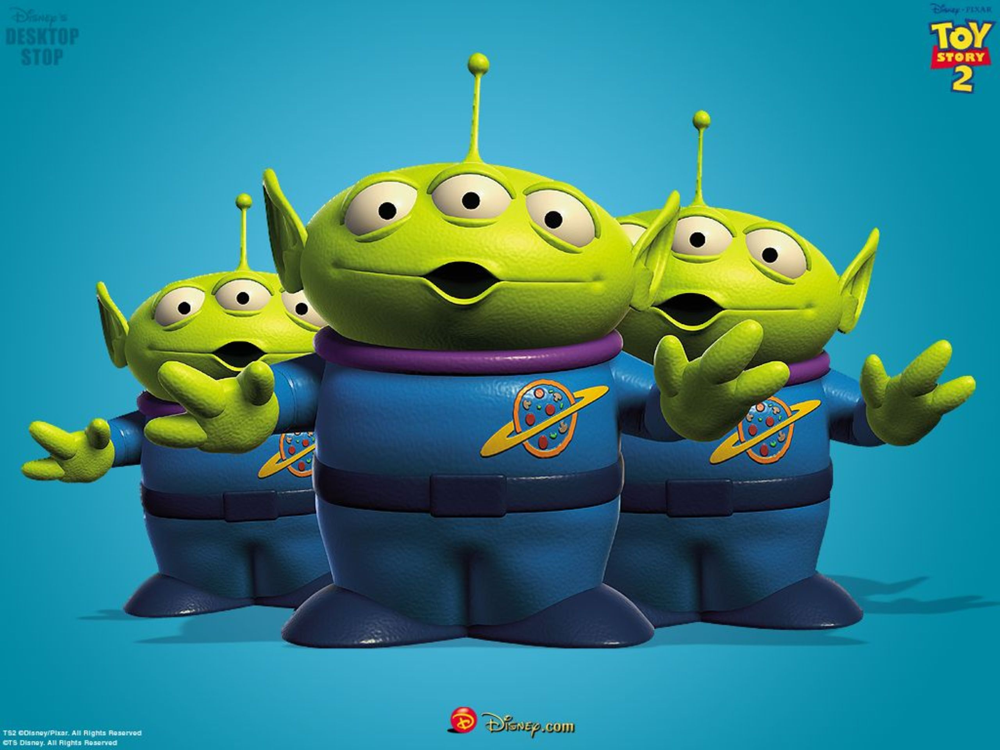 Disney's
DESKTOP
STOP
Disney·PIXAR
TOY
STORY
2
Disney.com
TS2 ©Disney/Pixar. All Rights Reserved
©TS Disney. All Rights Reserved